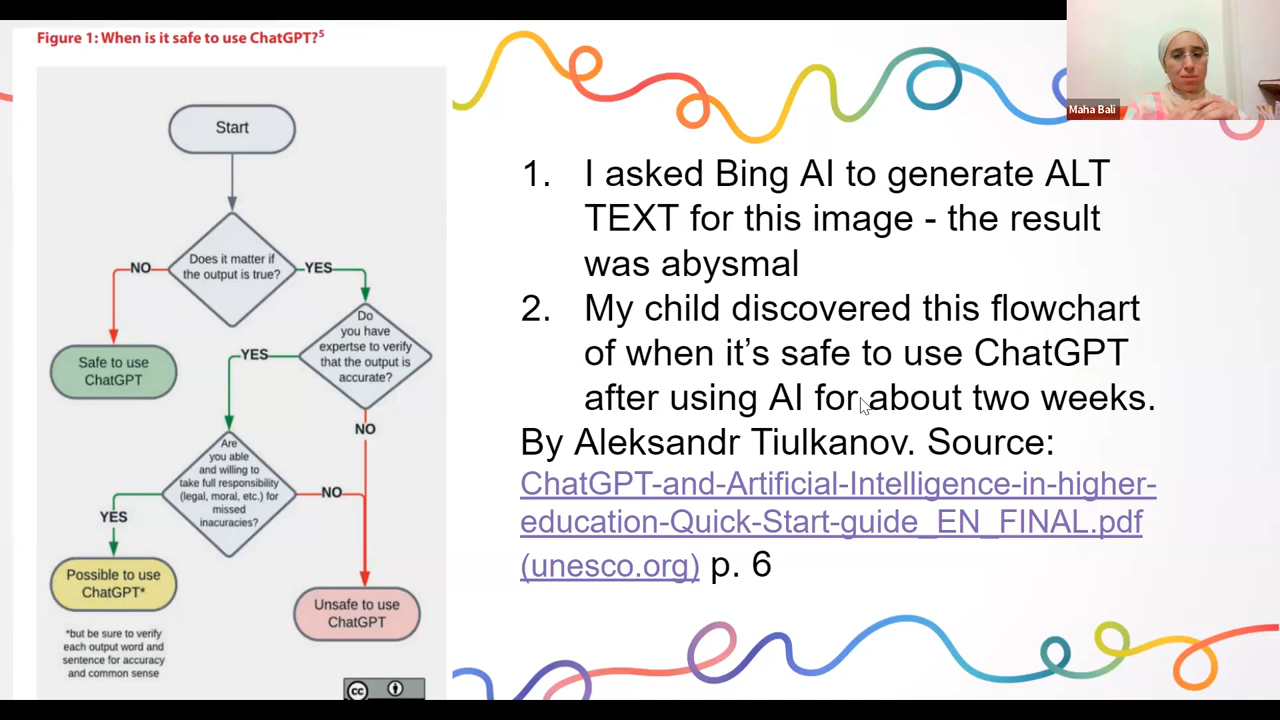 Figure 1: When is it safe to use ChatGPT?⁵
Start
Does it matter if
the output is true?
NO
YES
Safe to use
ChatGPT
Do
you have
expertse to verify
that the output is
accurate?
YES
NO
Are
you able
and willing to
take full responsibility
(legal, moral, etc.) for
missed
inaccuracies?
NO
YES
Possible to use
ChatGPT*
Unsafe to use
ChatGPT
*but be sure to verify
each output word and
sentence for accuracy
and common sense
cc
1. I asked Bing AI to generate ALT
TEXT for this image - the result
was abysmal
2. My child discovered this flowchart
of when it’s safe to use ChatGPT
after using AI for about two weeks.
By Aleksandr Tiulkanov. Source:
ChatGPT-and-Artificial-Intelligence-in-higher-
education-Quick-Start-guide_EN_FINAL.pdf
(unesco.org) p. 6
Maha Bali